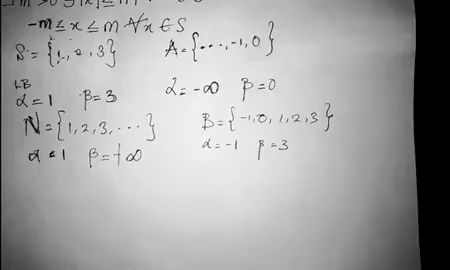 -m ≤ x ≤ m ∀ x ∈ S
S = {1, 2, 3}
A = {..., -1, 0}
LB
α = 1 β = 3
α = -∞ β = 0
N = {1, 2, 3, ...}
B = {-1, 0, 1, 2, 3}
α = 1 β = +∞
α = -1 β = 3